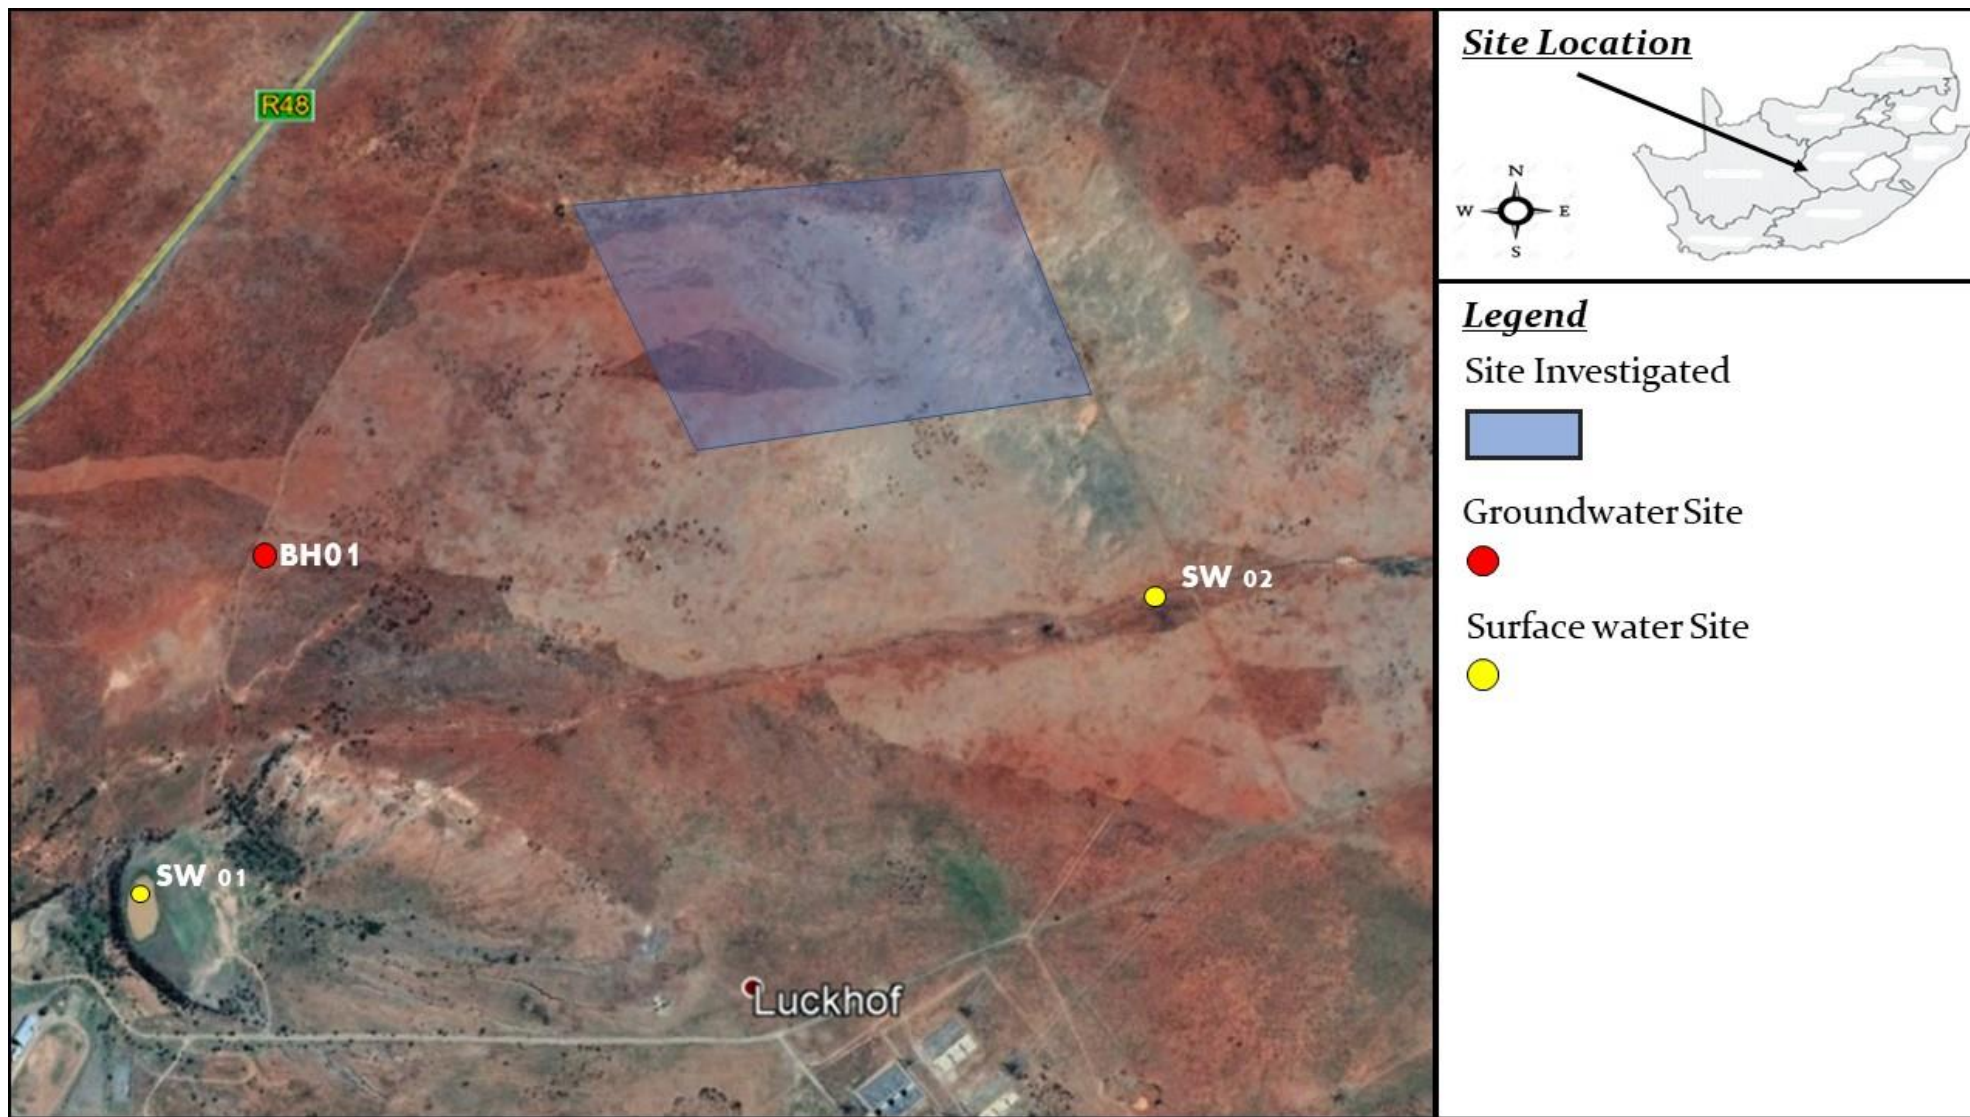 R48
BH01
SW 02
SW 01
Luckhof
Site Location
N
W E
S
Legend
Site Investigated
Groundwater Site
Surface water Site